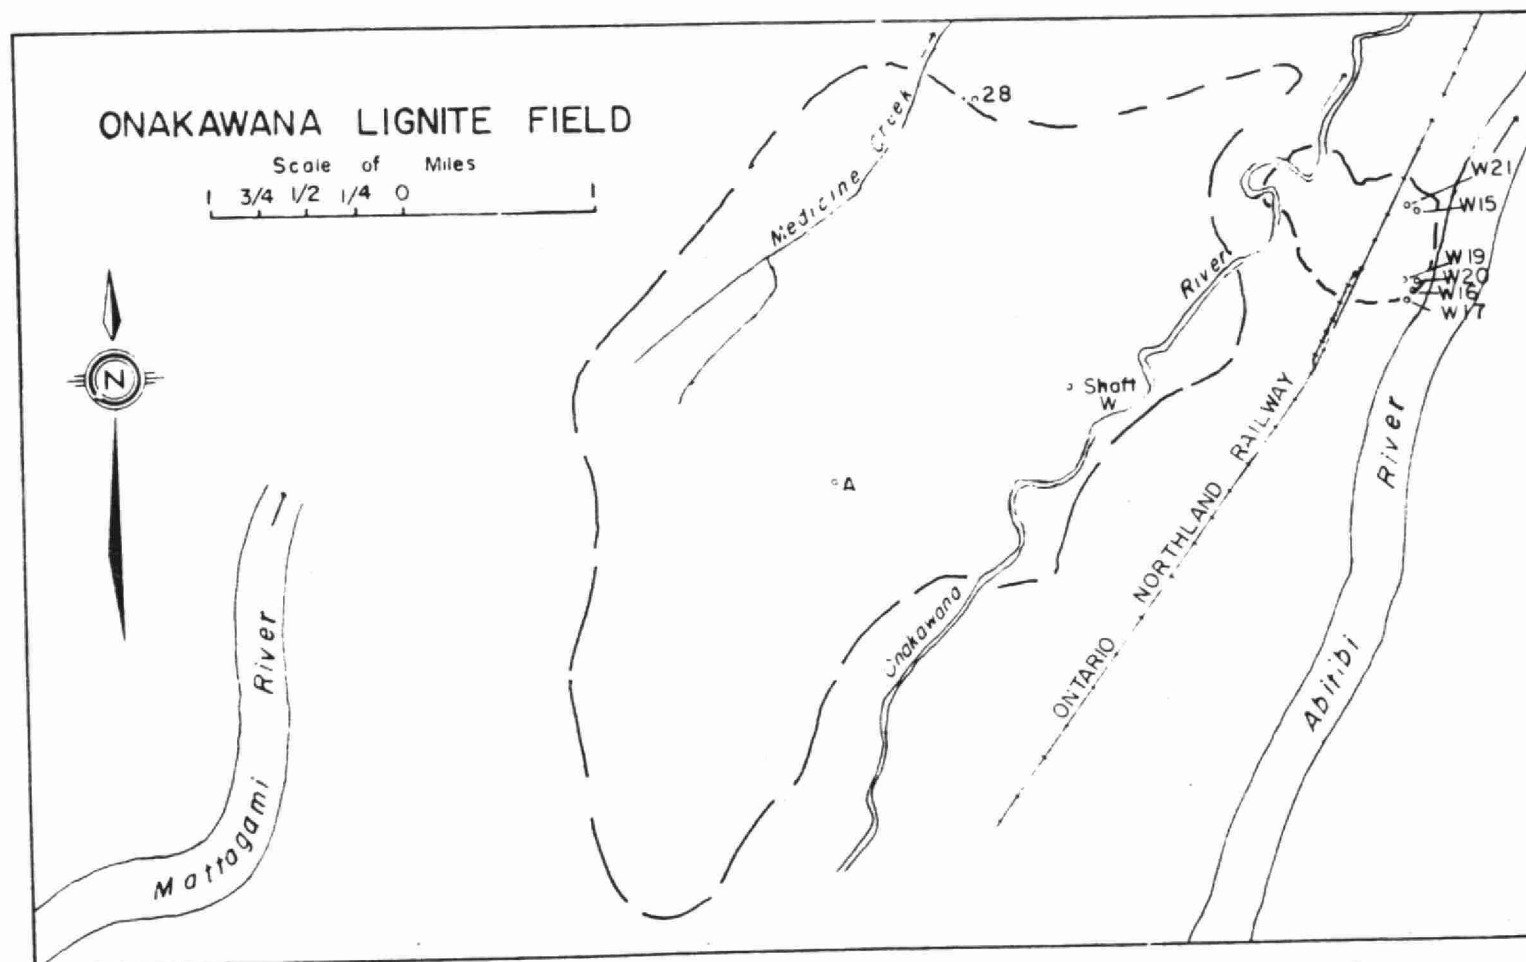 ONAKAWANA LIGNITE FIELD
Scale of Miles
1 3/4 1/2 1/4 0 1
Medicine Creek
28
W21
W15
W19
W20
W16
W17
River
Shaft
W
A
N
ONTARIO NORTHLAND RAILWAY
River
Abitibi
Onakawana
River
Mattagami